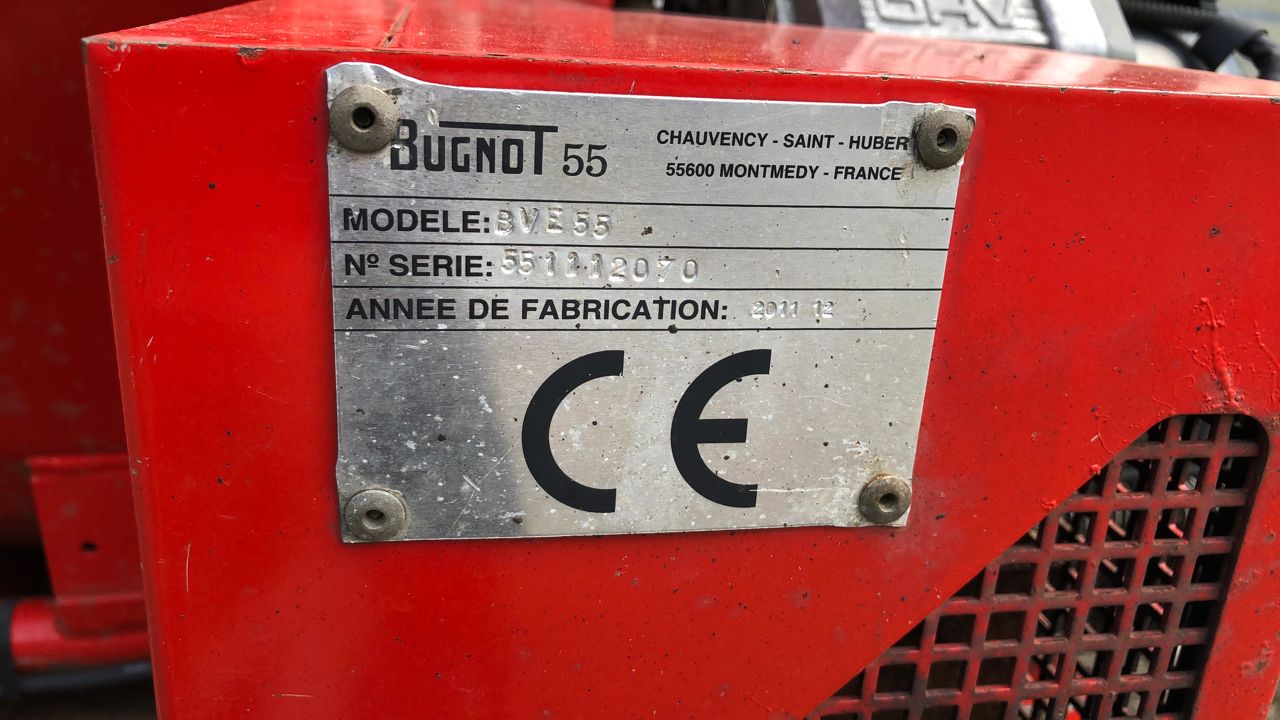 BUGNOT 55
CHAUVENCY - SAINT - HUBER
55600 MONTMEDY - FRANCE
MODELE: BVE 55
Nº SERIE: 551112070
ANNEE DE FABRICATION: 2011 12
CE